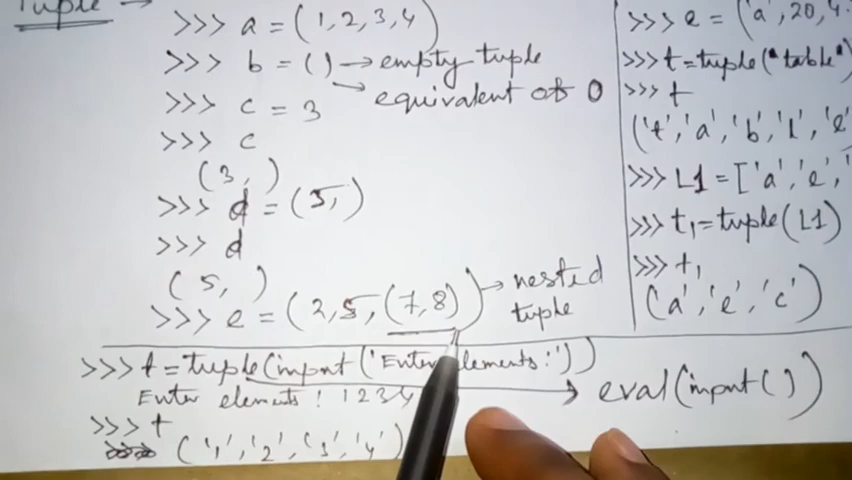 Tuple →
>>> a = (1,2,3,4)
>>> b = () → empty tuple
→ equivalent of 0
>>> c = 3
>>> c
(3, )
>>> d = (5,)
>>> d
(5, )
>>> e = (2,5,(7,8)) → nested
tuple
>>> t = tuple(input('Enter elements:'))
→ eval(input())
Enter elements: 1234
>>> t
('1','2','3','4')
>>> e = ('a',20,4.
>>> t = tuple("table")
>>> t
('t','a','b','l','e'
>>> L1 = ['a','e','
>>> t1 = tuple(L1)
>>> t1
('a','e','c')